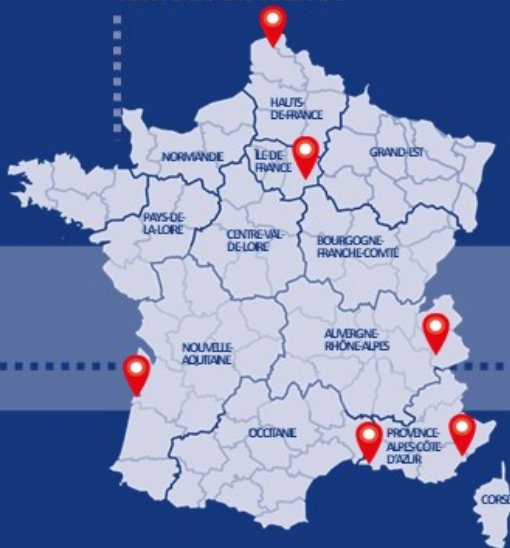 HAUTS-
DE-FRANCE
NORMANDIE
ÎLE-DE-
FRANCE
GRAND-EST
PAYS-DE-
LA-LOIRE
CENTRE-VAL-
DE-LOIRE
BOURGOGNE-
FRANCHE-COMTÉ
NOUVELLE-
AQUITAINE
AUVERGNE-
RHÔNE-ALPES
OCCITANIE
PROVENCE-
ALPES-CÔTE-
D'AZUR
CORSE